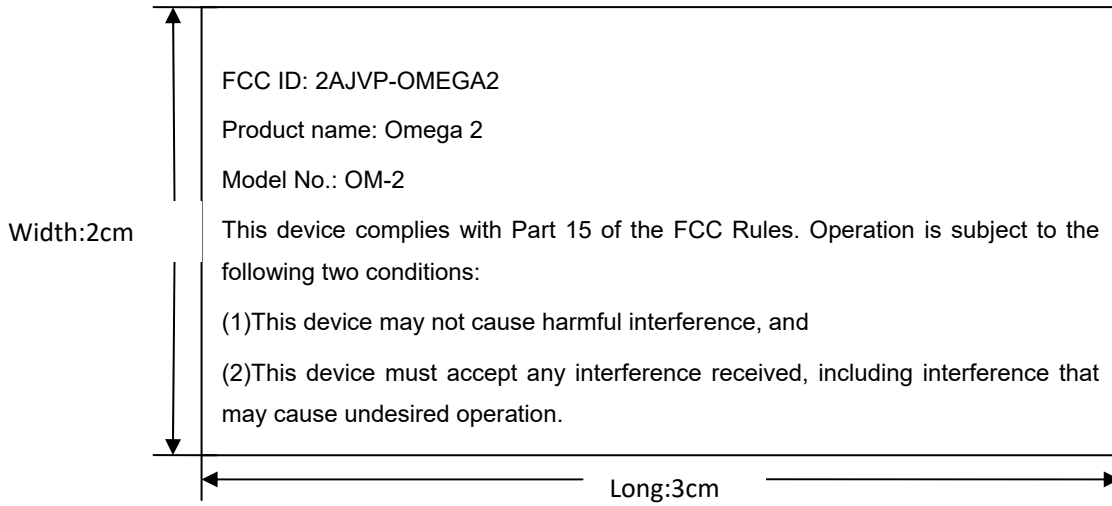 FCC ID: 2AJVP-OMEGA2
Product name: Omega 2
Model No.: OM-2
Width:2cm
This device complies with Part 15 of the FCC Rules. Operation is subject to the
following two conditions:
(1)This device may not cause harmful interference, and
(2)This device must accept any interference received, including interference that
may cause undesired operation.
Long:3cm